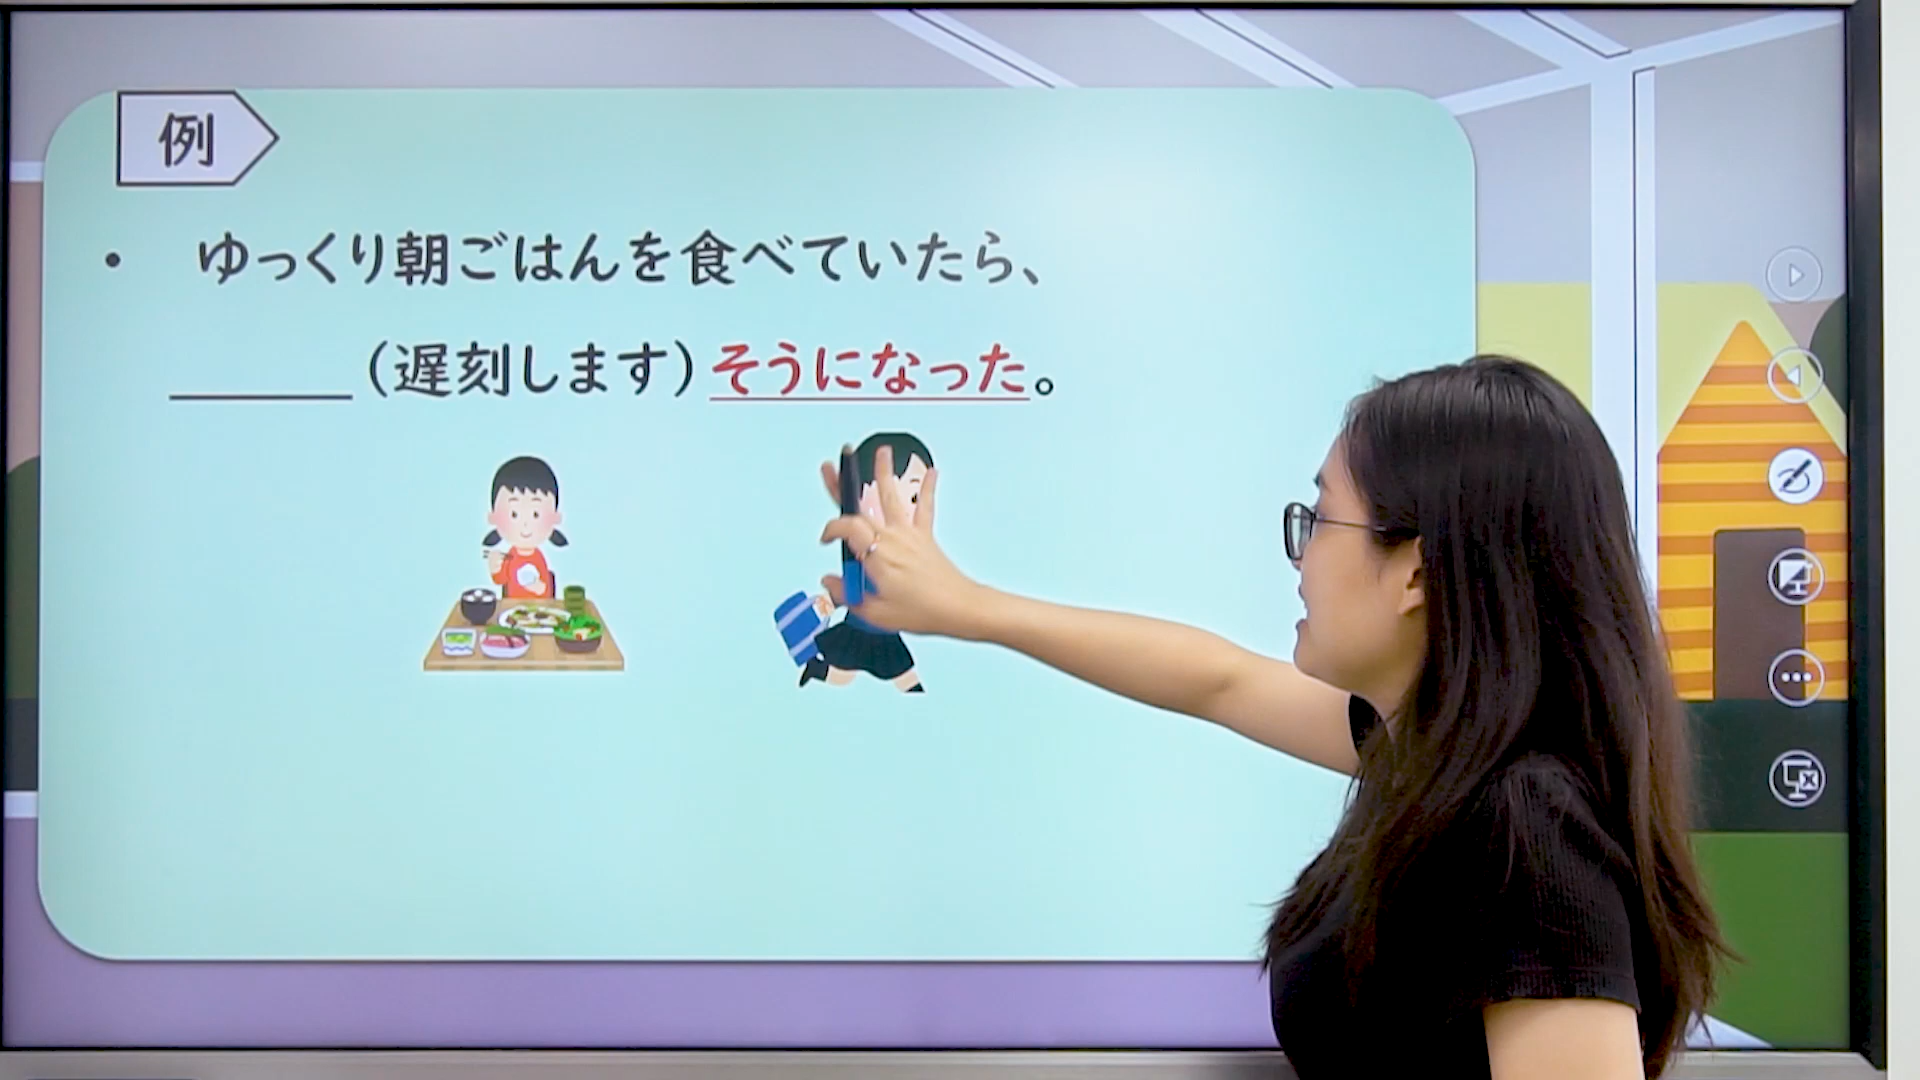 例
• ゆっくり朝ごはんを食べていたら、
______(遅刻します)そうになった。